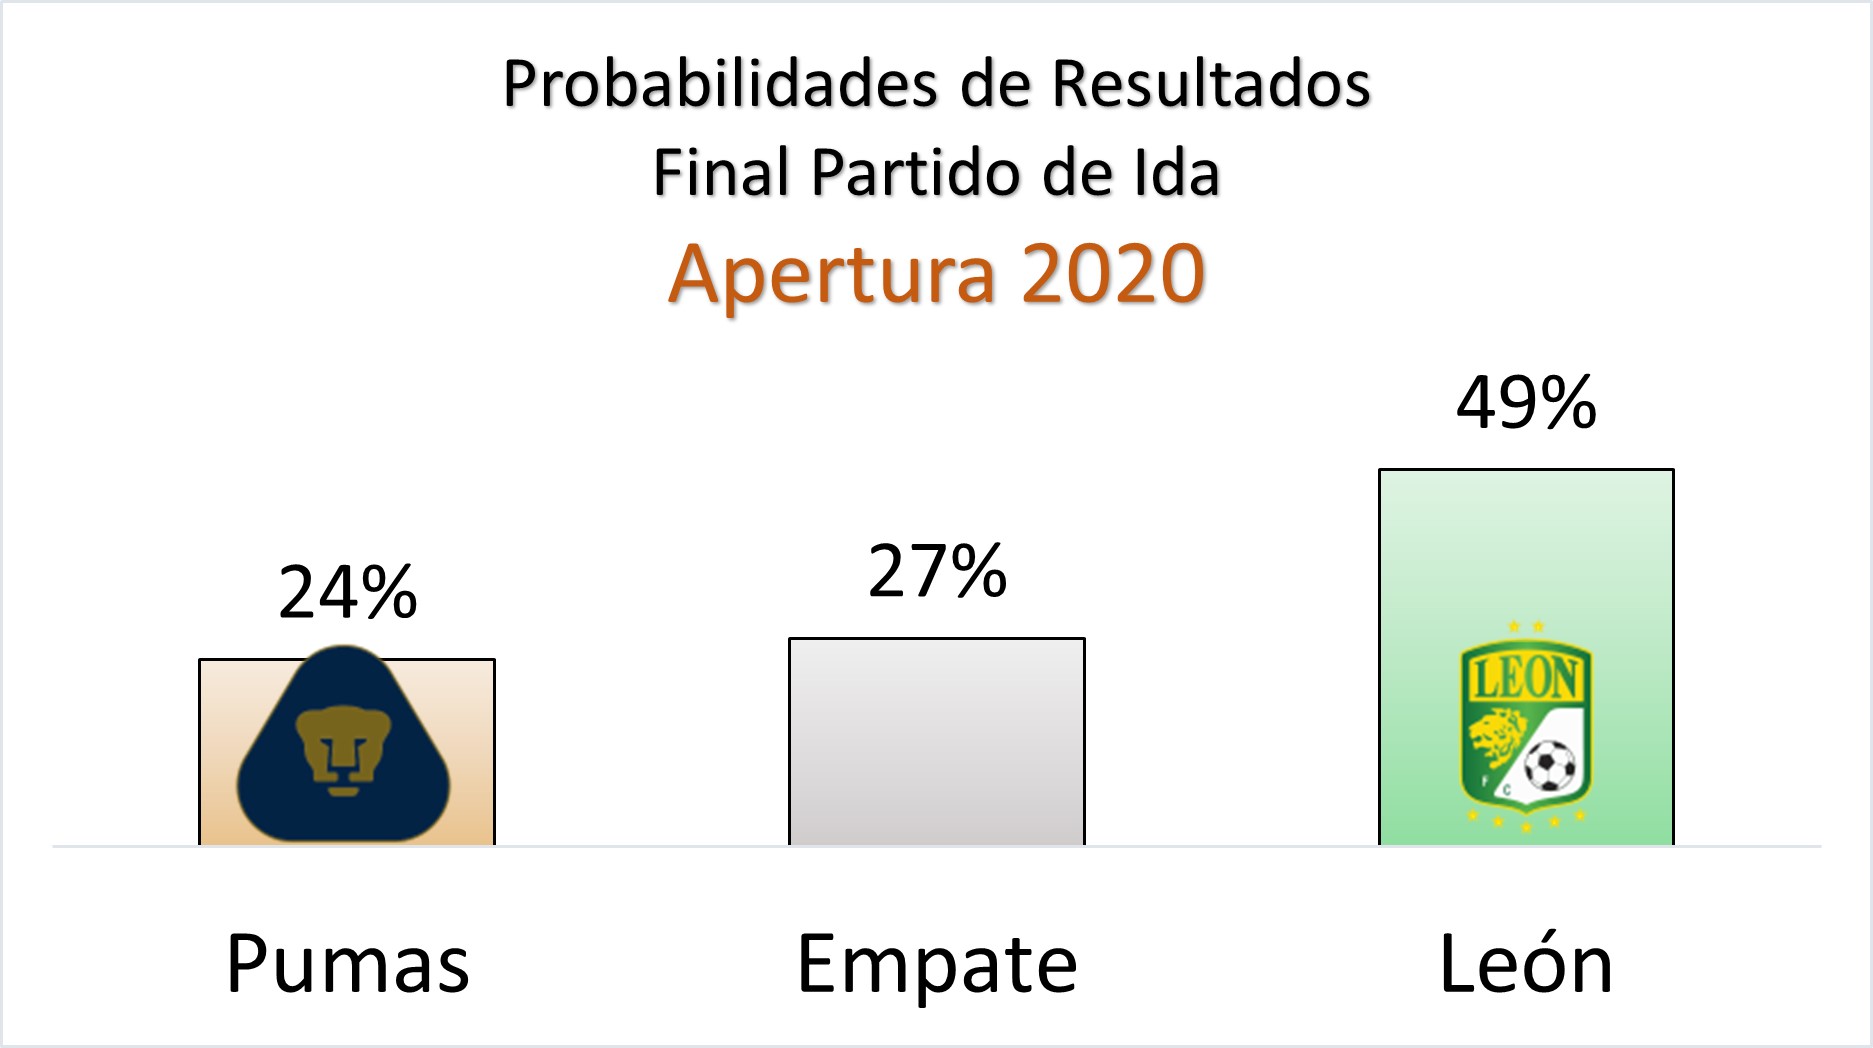 Probabilidades de Resultados
Final Partido de Ida
Apertura 2020
49%
27%
24%
LEON
F
C
Pumas
Empate
León